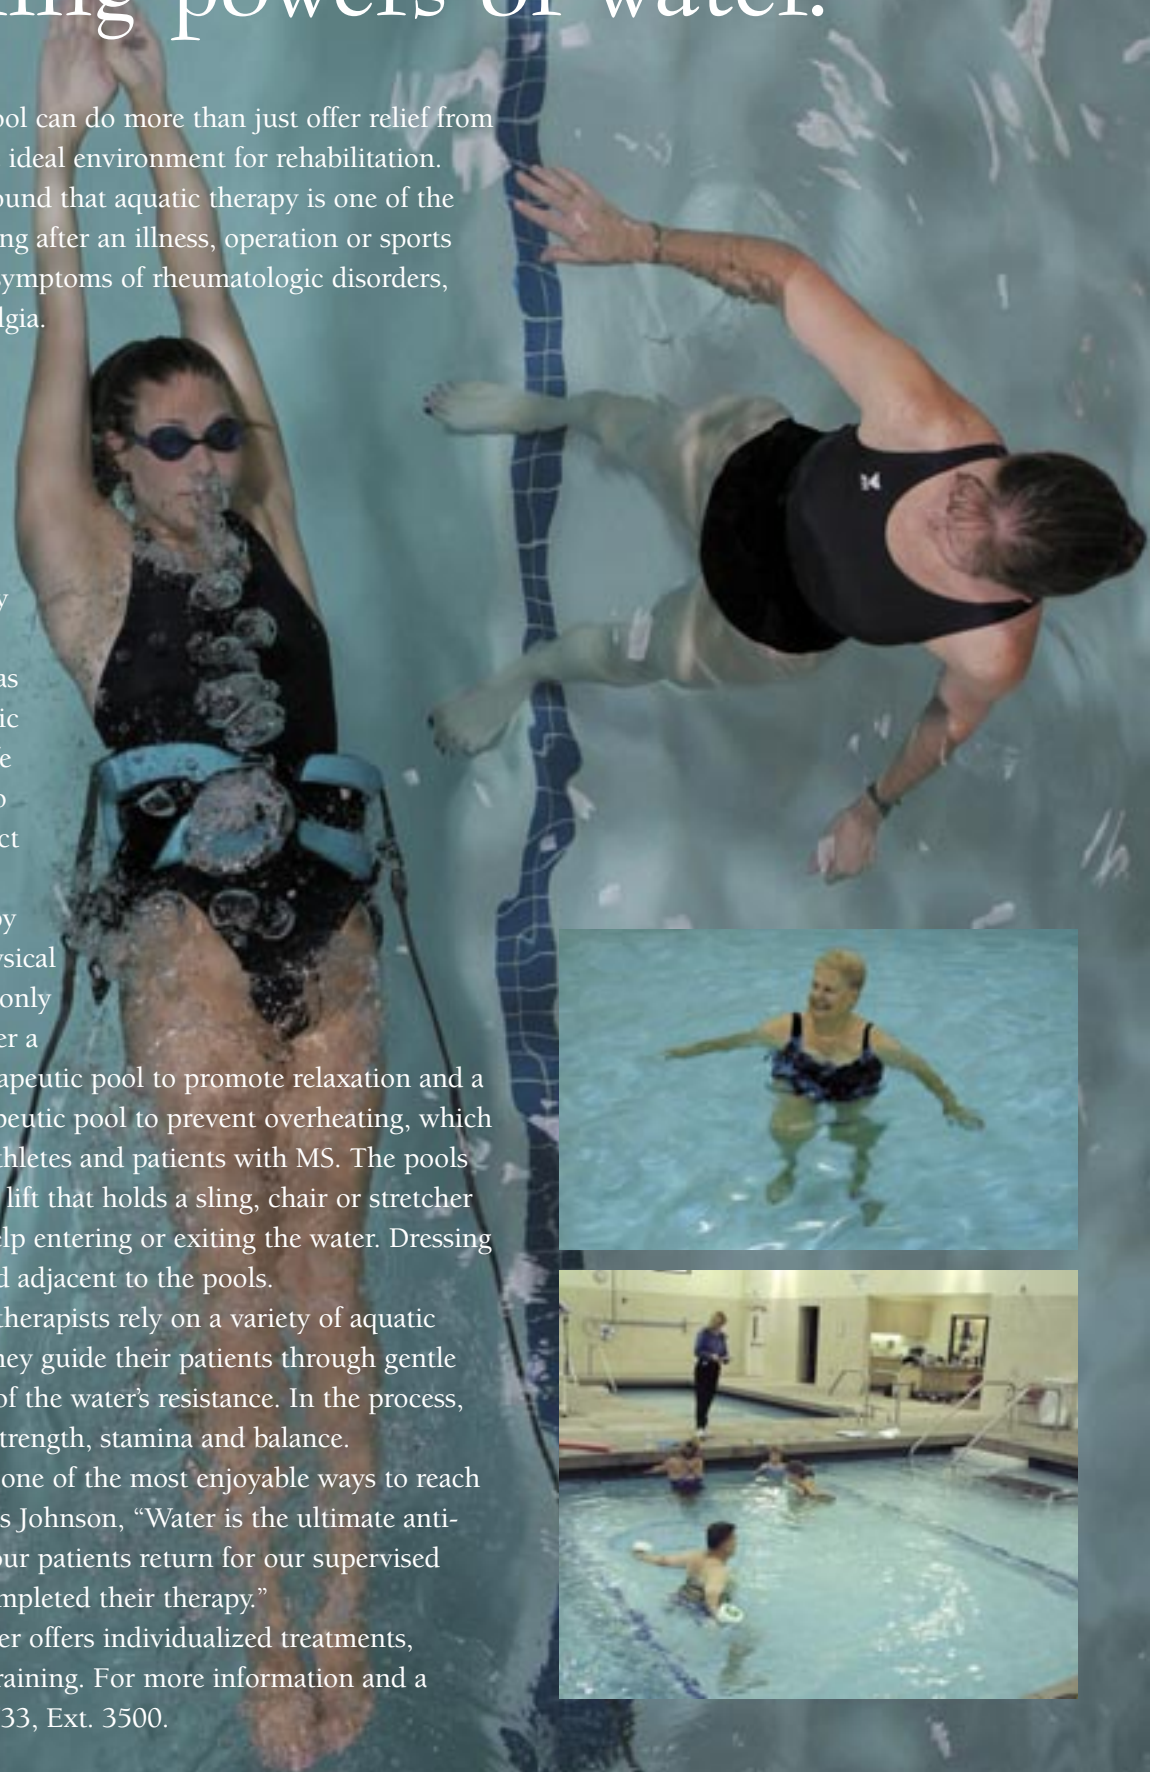 powers of water.
ool can do more than just offer relief from
ideal environment for rehabilitation.
ound that aquatic therapy is one of the
ng after an illness, operation or sports
symptoms of rheumatologic disorders,
lgia.
y
as
ic
e
o
ct
by
ysical
only
er a
apeutic pool to promote relaxation and a
peutic pool to prevent overheating, which
thletes and patients with MS. The pools
lift that holds a sling, chair or stretcher
elp entering or exiting the water. Dressing
d adjacent to the pools.
therapists rely on a variety of aquatic
hey guide their patients through gentle
of the water’s resistance. In the process,
trength, stamina and balance.
one of the most enjoyable ways to reach
s Johnson, “Water is the ultimate anti-
our patients return for our supervised
mpleted their therapy.”
er offers individualized treatments,
raining. For more information and a
33, Ext. 3500.